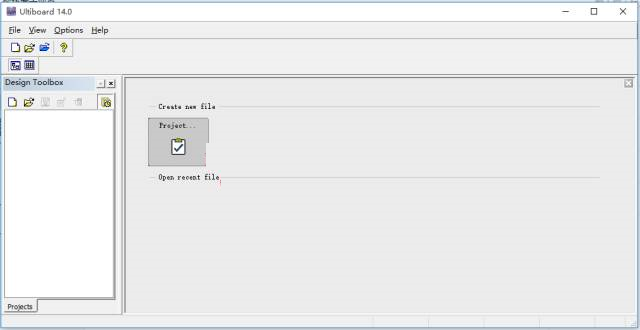 Ultiboard 14.0
File View Options Help
Design Toolbox
Create new file
Project...
Open recent file
Projects